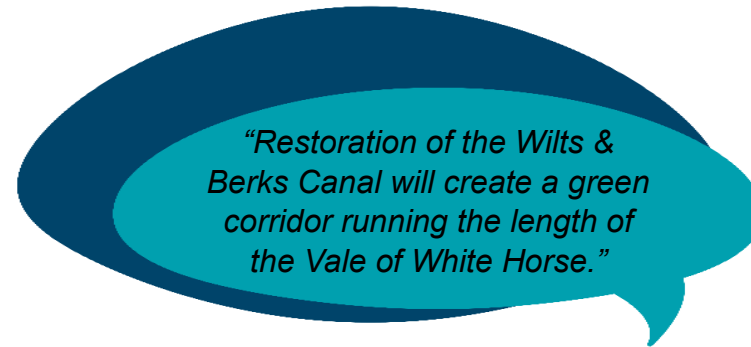 “Restoration of the Wilts &
Berks Canal will create a green
corridor running the length of
the Vale of White Horse.”